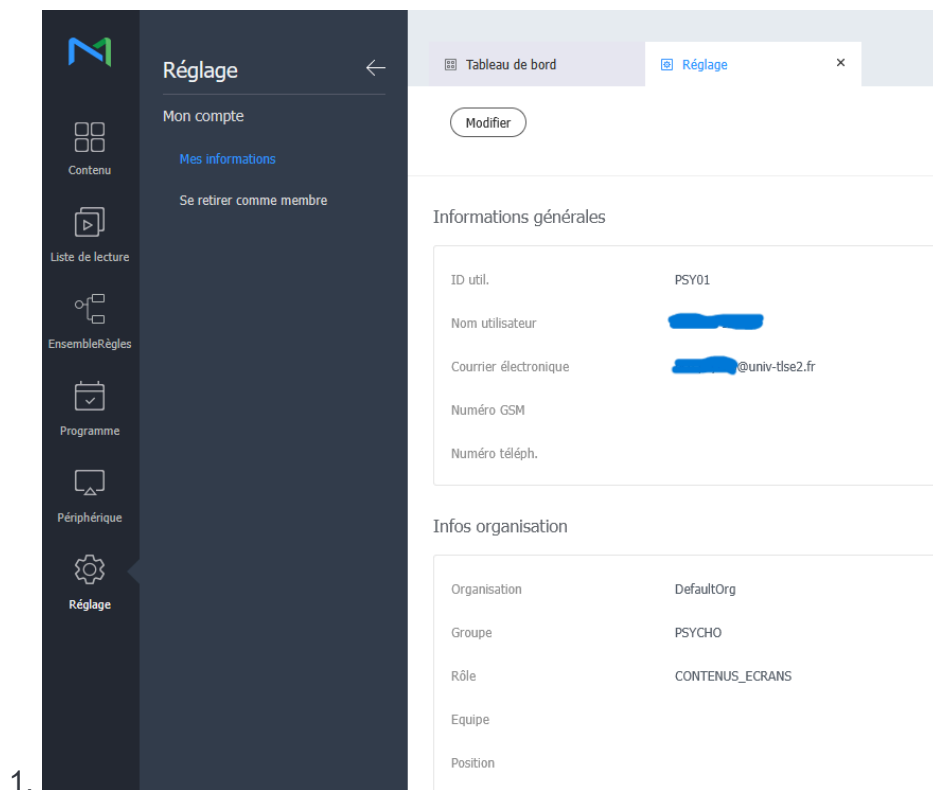 Réglage
Mon compte
Mes informations
Se retirer comme membre
Contenu
Liste de lecture
EnsembleRègles
Programme
Périphérique
Réglage
Tableau de bord
Réglage
Modifier
Informations générales
ID util. PSY01
Nom utilisateur
Courrier électronique @univ-tlse2.fr
Numéro GSM
Numéro téléph.
Infos organisation
Organisation DefaultOrg
Groupe PSYCHO
Rôle CONTENUS_ECRANS
Equipe
Position
1.